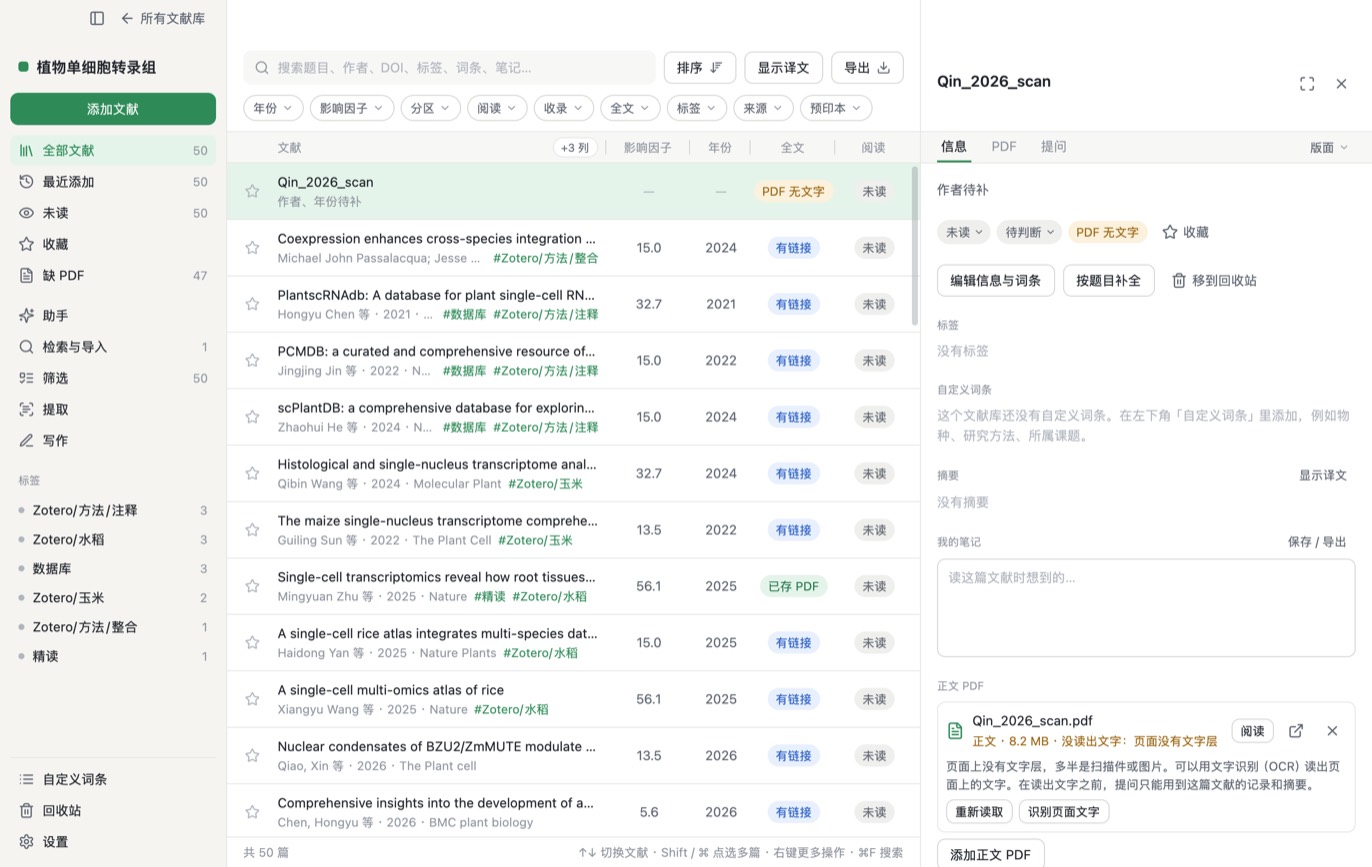 所有文献库
植物单细胞转录组
添加文献
全部文献 50
最近添加 50
未读 50
收藏
缺 PDF 47
助手
检索与导入 1
筛选 50
提取
写作
标签
Zotero/方法/注释 3
Zotero/水稻 3
数据库 3
Zotero/玉米 2
Zotero/方法/整合 1
精读 1
自定义词条
回收站
设置
搜索题目、作者、DOI、标签、词条、笔记...
排序
显示译文
导出
年份 影响因子 分区 阅读 收录 全文 标签 来源 预印本
文献 +3 列 影响因子 年份 全文 阅读
Qin_2026_scan — — PDF 无文字 未读
作者、年份待补
Coexpression enhances cross-species integration ... 15.0 2024 有链接 未读
Michael John Passalacqua; Jesse ... #Zotero/方法/整合
PlantscRNAdb: A database for plant single-cell RN... 32.7 2021 有链接 未读
Hongyu Chen 等 · 2021 · ... #数据库 #Zotero/方法/注释
PCMDB: a curated and comprehensive resource of... 15.0 2022 有链接 未读
Jingjing Jin 等 · 2022 · N... #数据库 #Zotero/方法/注释
scPlantDB: a comprehensive database for explorin... 15.0 2024 有链接 未读
Zhaohui He 等 · 2024 · N... #数据库 #Zotero/方法/注释
Histological and single-nucleus transcriptome anal... 32.7 2024 有链接 未读
Qibin Wang 等 · 2024 · Molecular Plant #Zotero/玉米
The maize single-nucleus transcriptome comprehe... 13.5 2022 有链接 未读
Guiling Sun 等 · 2022 · The Plant Cell #Zotero/玉米
Single-cell transcriptomics reveal how root tissues... 56.1 2025 已存 PDF 未读
Mingyuan Zhu 等 · 2025 · Nature #精读 #Zotero/水稻
A single-cell rice atlas integrates multi-species dat... 15.0 2025 有链接 未读
Haidong Yan 等 · 2025 · Nature Plants #Zotero/水稻
A single-cell multi-omics atlas of rice 56.1 2025 有链接 未读
Xiangyu Wang 等 · 2025 · Nature #Zotero/水稻
Nuclear condensates of BZU2/ZmMUTE modulate ... 13.5 2026 有链接 未读
Qiao, Xin 等 · 2026 · The Plant cell
Comprehensive insights into the development of a... 5.6 2026 有链接 未读
Chen, Hongyu 等 · 2026 · BMC plant biology
共 50 篇 ↑↓ 切换文献 · Shift / ⌘ 点选多篇 · 右键更多操作 · ⌘F 搜索
Qin_2026_scan
信息 PDF 提问 版面
作者待补
未读 待判断 PDF 无文字 收藏
编辑信息与词条 按题目补全 移到回收站
标签
没有标签
自定义词条
这个文献库还没有自定义词条。在左下角「自定义词条」里添加，例如物
种、研究方法、所属课题。
摘要 显示译文
没有摘要
我的笔记 保存 / 导出
读这篇文献时想到的...
正文 PDF
Qin_2026_scan.pdf 阅读
正文 · 8.2 MB · 没读出文字：页面没有文字层
页面上没有文字层，多半是扫描件或图片。可以用文字识别（OCR）读出页
面上的文字。在读出文字之前，提问只能用到这篇文献的记录和摘要。
重新读取 识别页面文字
添加正文 PDF